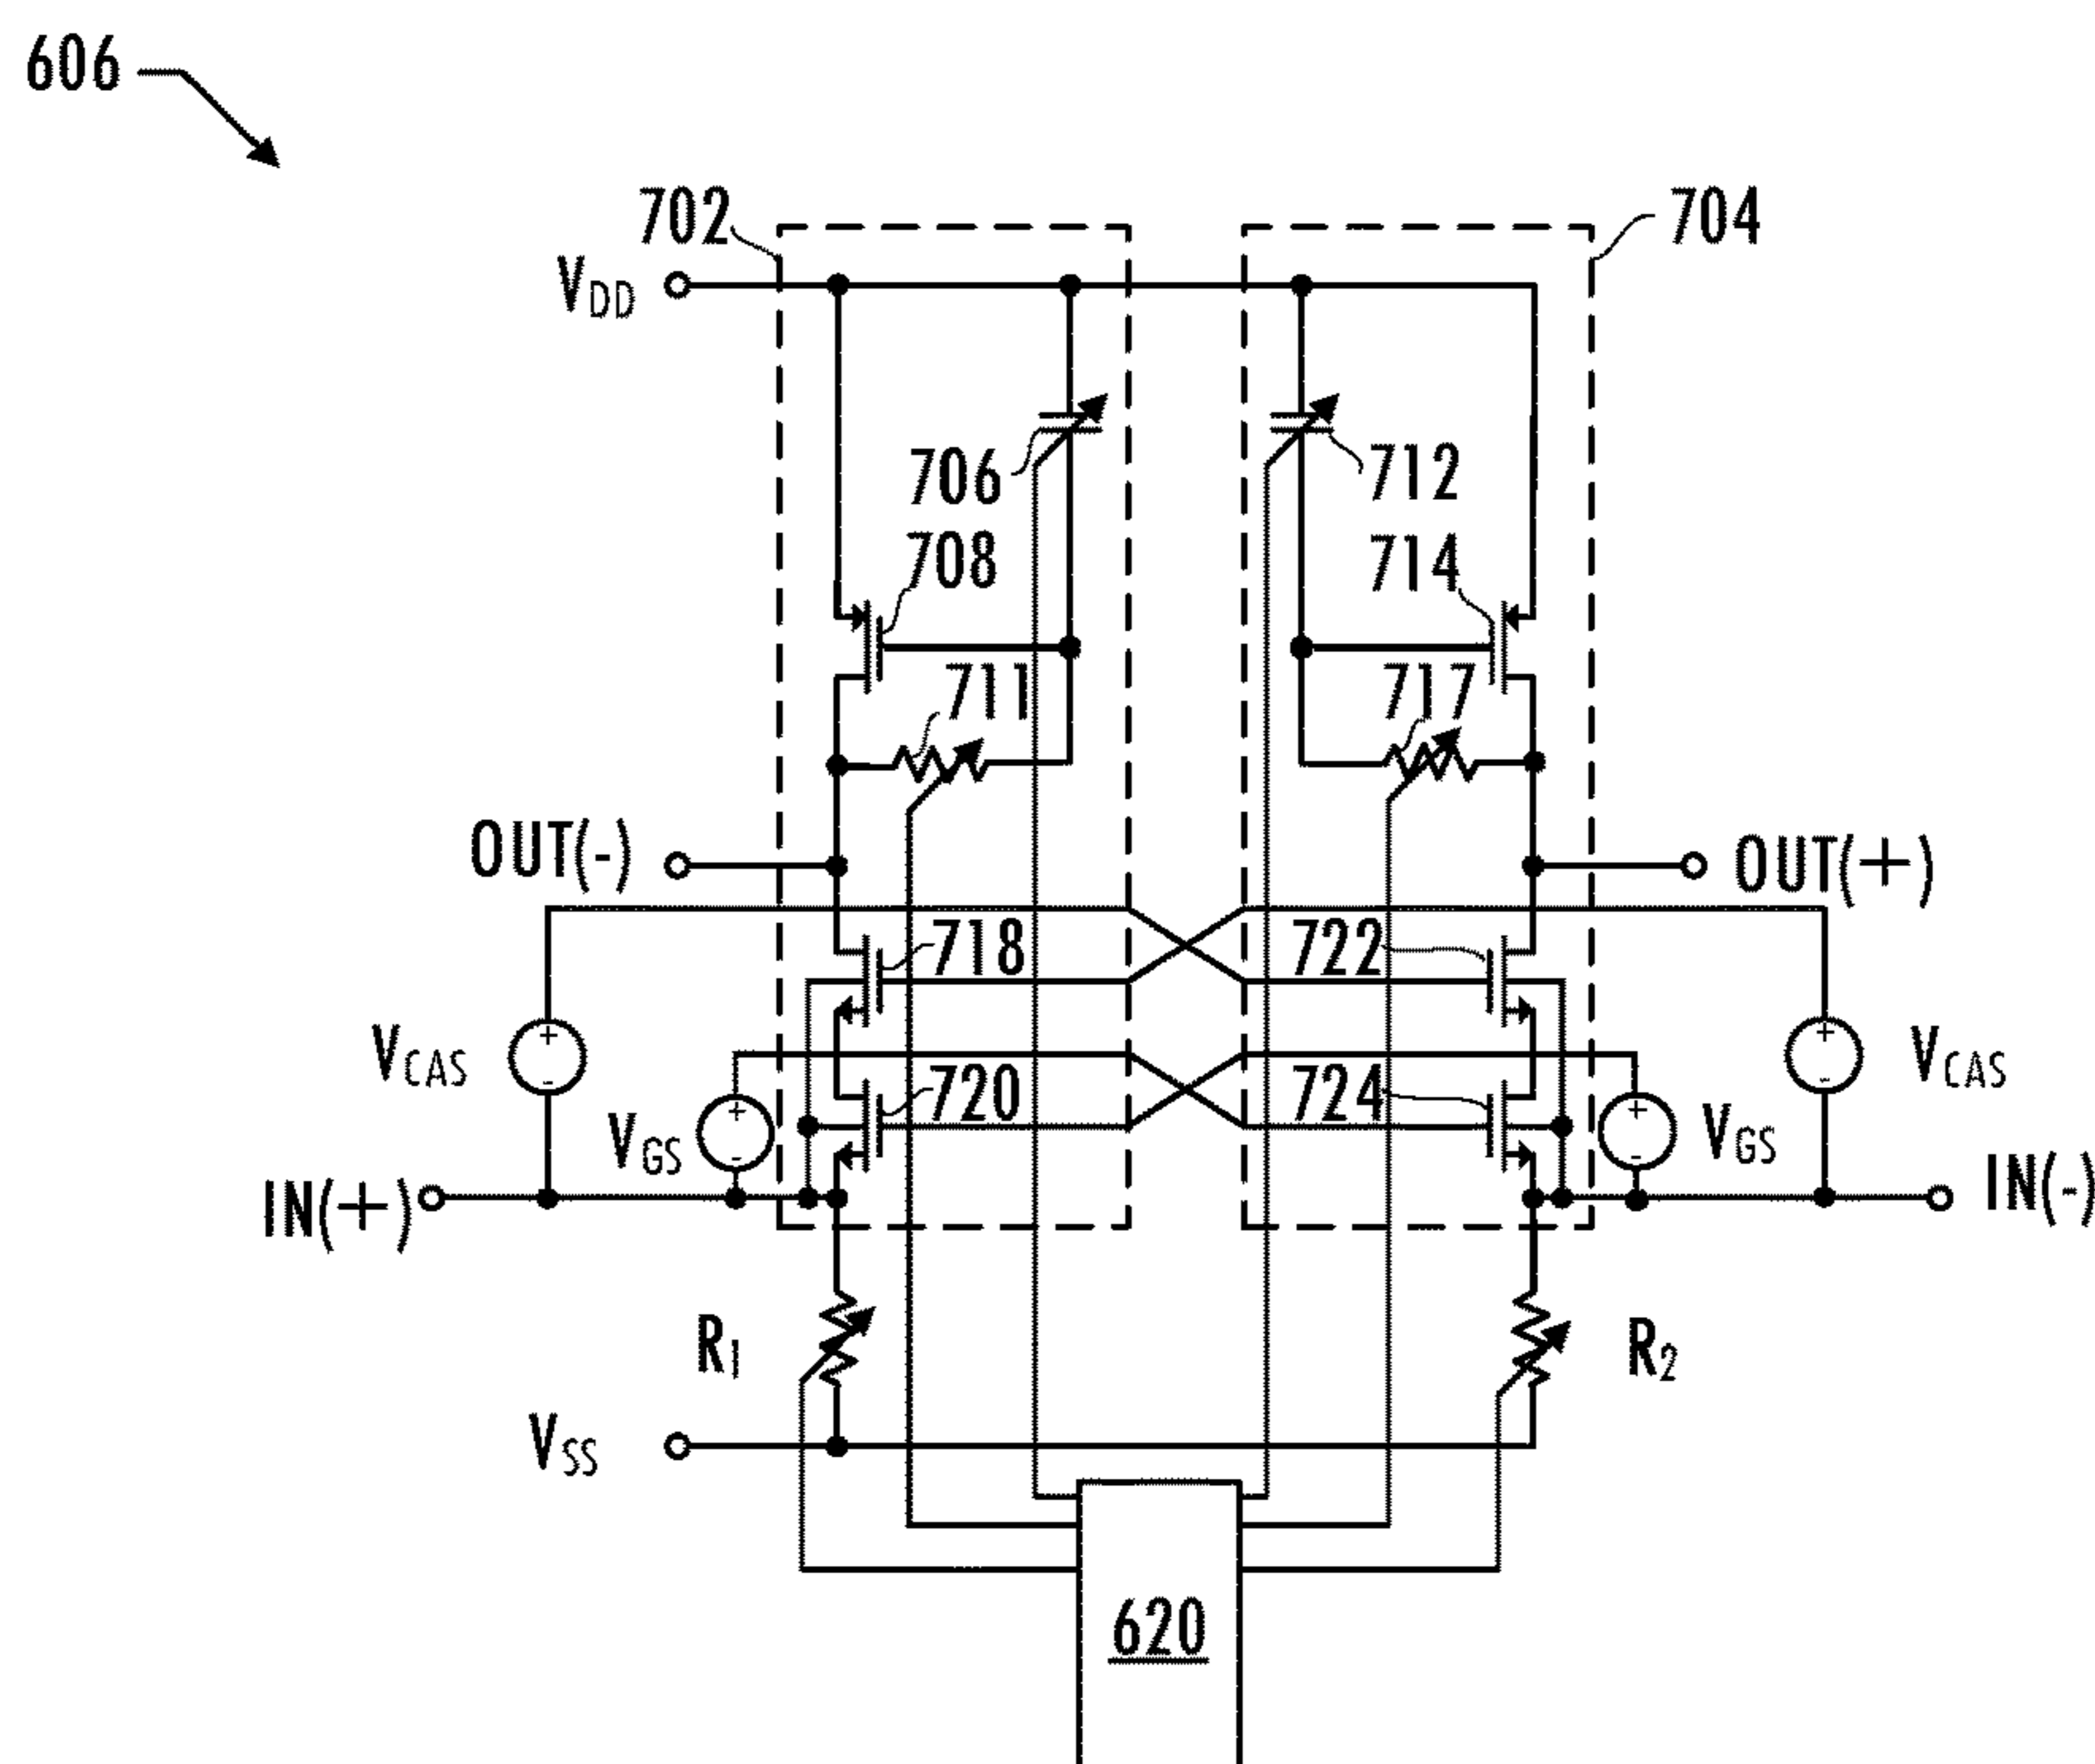 606
702
704
VDD
706
712
708
714
711
717
OUT(-)
OUT(+)
718
722
VCAS
+
-
VGS
+
-
720
724
+
-
VGS
+
-
VCAS
IN(+)
IN(-)
R1
R2
VSS
620